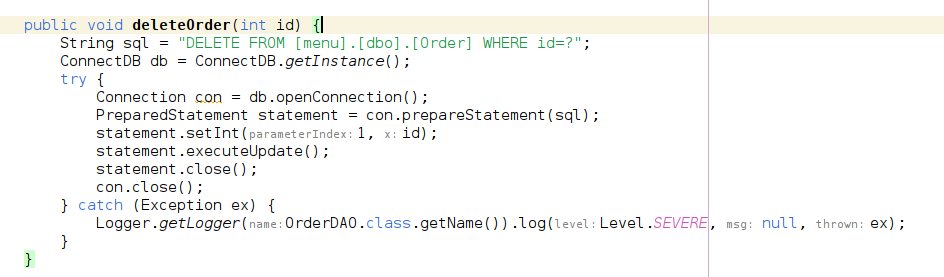 public void deleteOrder(int id) {
    String sql = "DELETE FROM [menu].[dbo].[Order] WHERE id=?";
    ConnectDB db = ConnectDB.getInstance();
    try {
        Connection con = db.openConnection();
        PreparedStatement statement = con.prepareStatement(sql);
        statement.setInt( parameterIndex: 1, x: id);
        statement.executeUpdate();
        statement.close();
        con.close();
    } catch (Exception ex) {
        Logger.getLogger( name: OrderDAO.class.getName()).log( level: Level.SEVERE, msg: null, thrown: ex);
    }
}